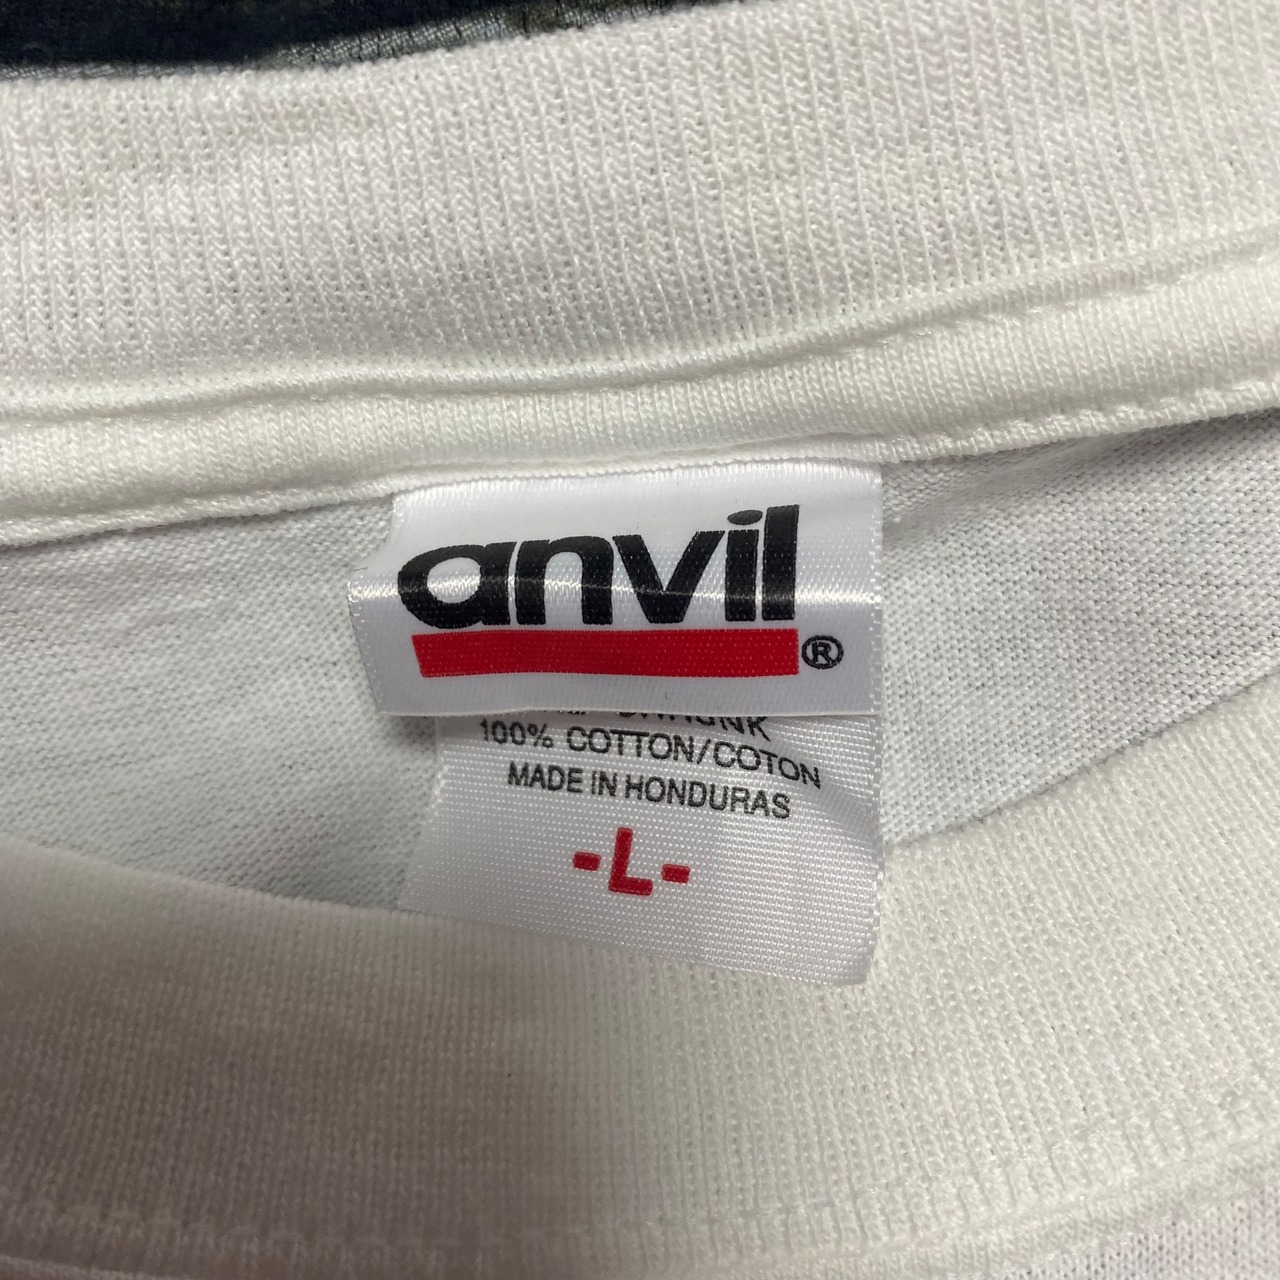 anvil
®
100% COTTON/COTON
MADE IN HONDURAS
-L-